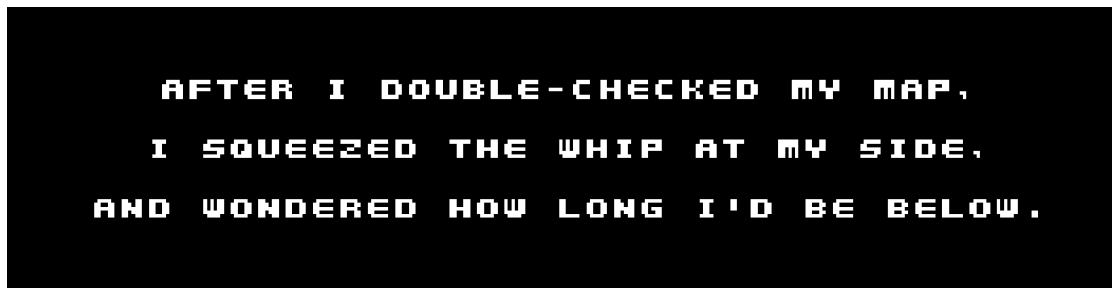 AFTER I DOUBLE-CHECKED MY MAP,
I SQUEEZED THE WHIP AT MY SIDE,
AND WONDERED HOW LONG I'D BE BELOW.